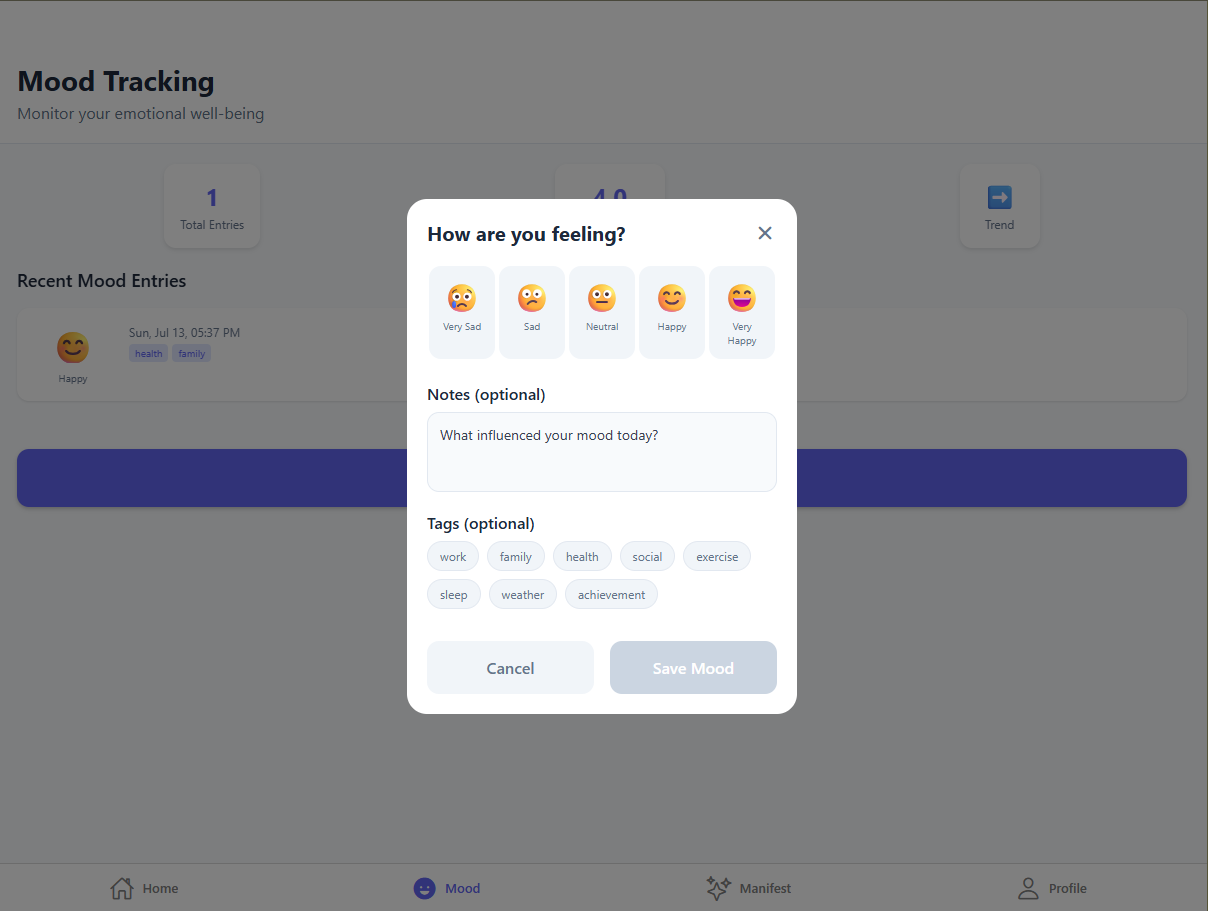 Mood Tracking
Monitor your emotional well-being
1
Total Entries
4.0
Trend
Recent Mood Entries
Sun, Jul 13, 05:37 PM
health family
Happy
How are you feeling?
Very Sad
Sad
Neutral
Happy
Very
Happy
Notes (optional)
What influenced your mood today?
Tags (optional)
work family health social exercise
sleep weather achievement
Cancel Save Mood
Home Mood Manifest Profile